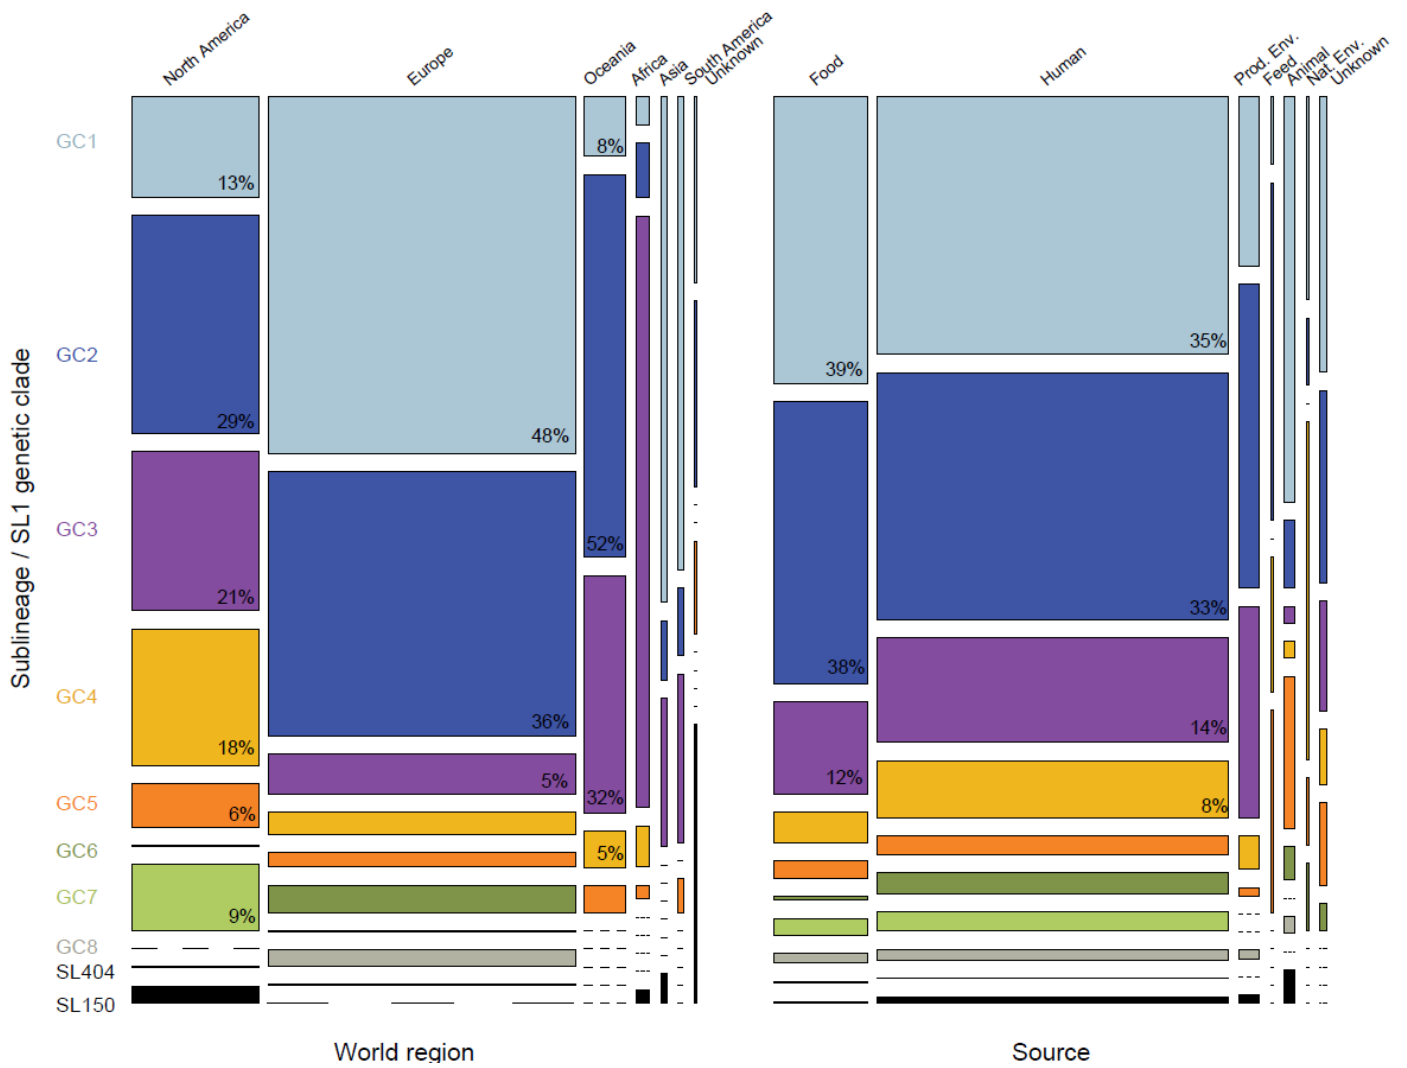 North America
Europe
Oceania
Africa
Asia
South America
Unknown
Food
Human
Prod. Env.
Feed
Animal
Nat. Env.
Unknown
Sublineage / SL1 genetic clade
GC1
GC2
GC3
GC4
GC5
GC6
GC7
GC8
SL404
SL150
13%
29%
21%
18%
6%
9%
48%
36%
5%
8%
52%
32%
5%
39%
38%
12%
35%
33%
14%
8%
World region
Source